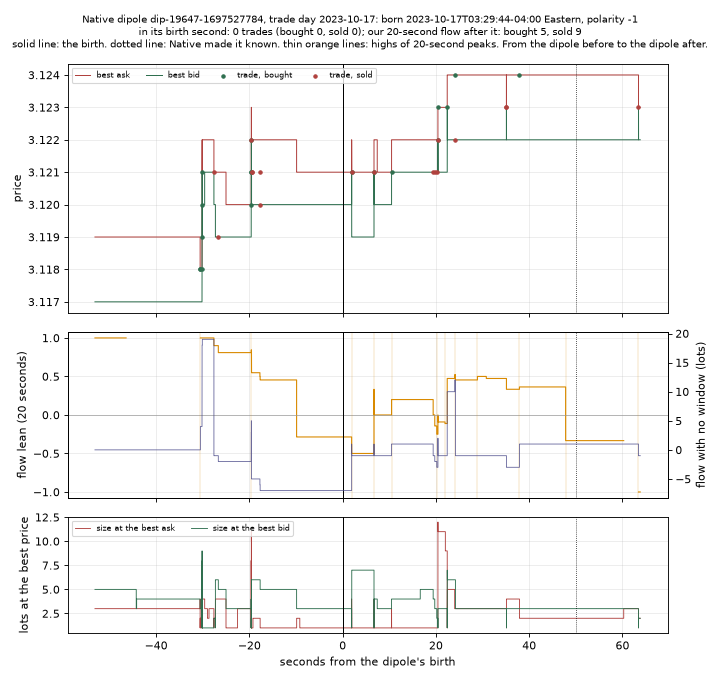 Native dipole dip-19647-1697527784, trade day 2023-10-17: born 2023-10-17T03:29:44-04:00 Eastern, polarity -1
in its birth second: 0 trades (bought 0, sold 0); our 20-second flow after it: bought 5, sold 9
solid line: the birth. dotted line: Native made it known. thin orange lines: highs of 20-second peaks. From the dipole before to the dipole after.
best ask
best bid
trade, bought
trade, sold
3.124
3.123
3.122
3.121
3.120
3.119
3.118
3.117
price
1.0
0.5
0.0
−0.5
−1.0
flow lean (20 seconds)
20
15
10
5
0
−5
flow with no window (lots)
size at the best ask
size at the best bid
12.5
10.0
7.5
5.0
2.5
lots at the best price
−40
−20
0
20
40
60
seconds from the dipole's birth